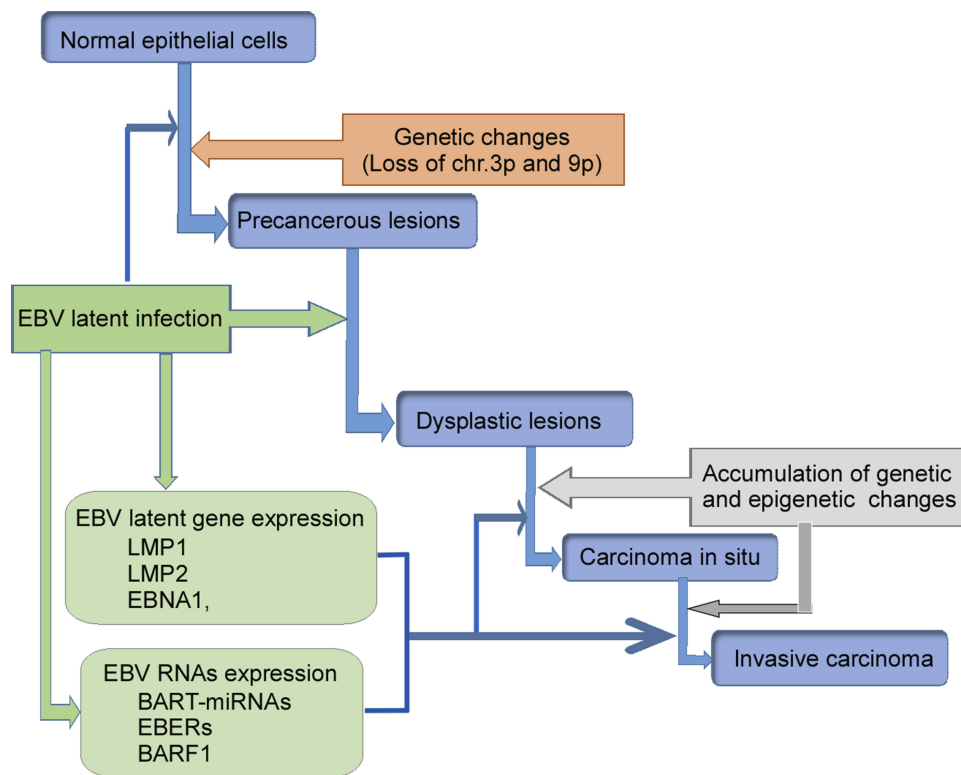 Normal epithelial cells
Genetic changes
(Loss of chr.3p and 9p)
Precancerous lesions
EBV latent infection
Dysplastic lesions
Accumulation of genetic
and epigenetic changes
EBV latent gene expression
LMP1
LMP2
EBNA1,
Carcinoma in situ
Invasive carcinoma
EBV RNAs expression
BART-miRNAs
EBERs
BARF1